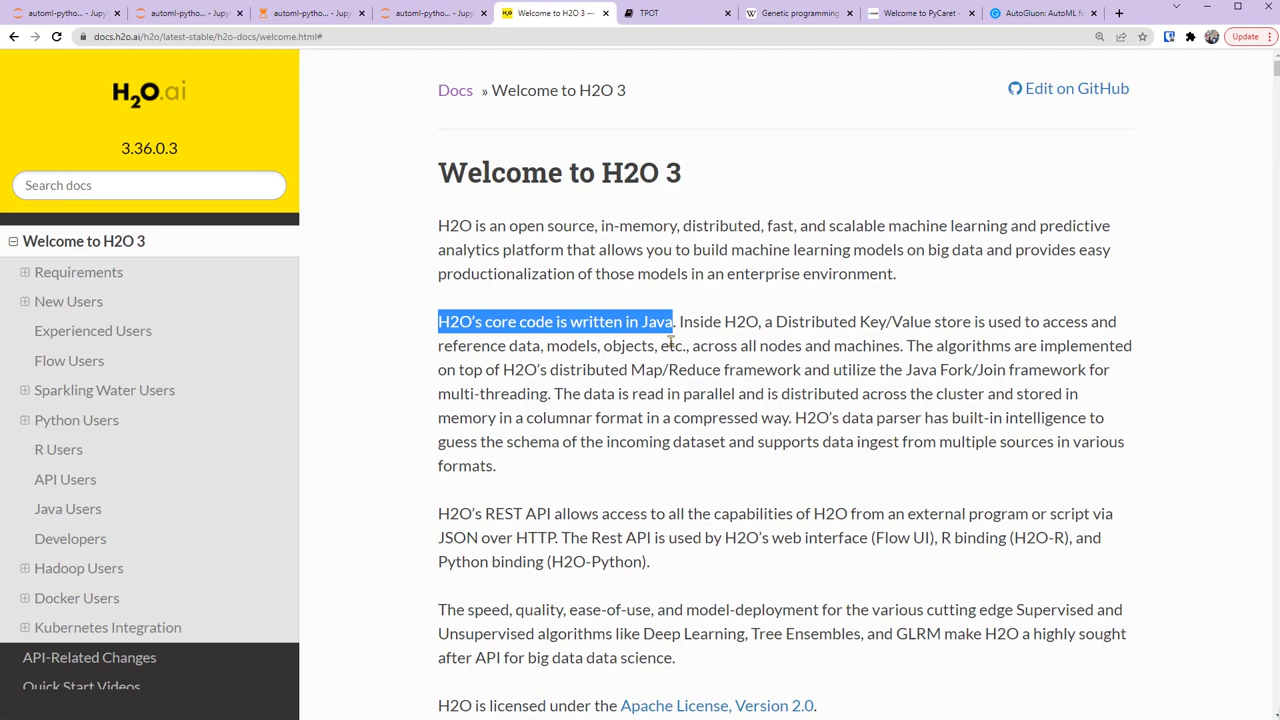 automl-pytho - Jupy
automl-pytho - Jupy
automl-pytho - Jupy
automl-pytho - Jupy
Welcome to H2O 3 —
TPOT
Genetic programming
Welcome to PyCaret -
AutoGluon: AutoML fo
docs.h2o.ai/h2o/latest-stable/h2o-docs/welcome.html#
Update
H2O.ai
3.36.0.3
Search docs
Welcome to H2O 3
Requirements
New Users
Experienced Users
Flow Users
Sparkling Water Users
Python Users
R Users
API Users
Java Users
Developers
Hadoop Users
Docker Users
Kubernetes Integration
API-Related Changes
Quick Start Videos
Docs » Welcome to H2O 3
Edit on GitHub
Welcome to H2O 3
H2O is an open source, in-memory, distributed, fast, and scalable machine learning and predictive
analytics platform that allows you to build machine learning models on big data and provides easy
productionalization of those models in an enterprise environment.
H2O's core code is written in Java. Inside H2O, a Distributed Key/Value store is used to access and
reference data, models, objects, etc., across all nodes and machines. The algorithms are implemented
on top of H2O's distributed Map/Reduce framework and utilize the Java Fork/Join framework for
multi-threading. The data is read in parallel and is distributed across the cluster and stored in
memory in a columnar format in a compressed way. H2O's data parser has built-in intelligence to
guess the schema of the incoming dataset and supports data ingest from multiple sources in various
formats.
H2O's REST API allows access to all the capabilities of H2O from an external program or script via
JSON over HTTP. The Rest API is used by H2O's web interface (Flow UI), R binding (H2O-R), and
Python binding (H2O-Python).
The speed, quality, ease-of-use, and model-deployment for the various cutting edge Supervised and
Unsupervised algorithms like Deep Learning, Tree Ensembles, and GLRM make H2O a highly sought
after API for big data data science.
H2O is licensed under the Apache License, Version 2.0.